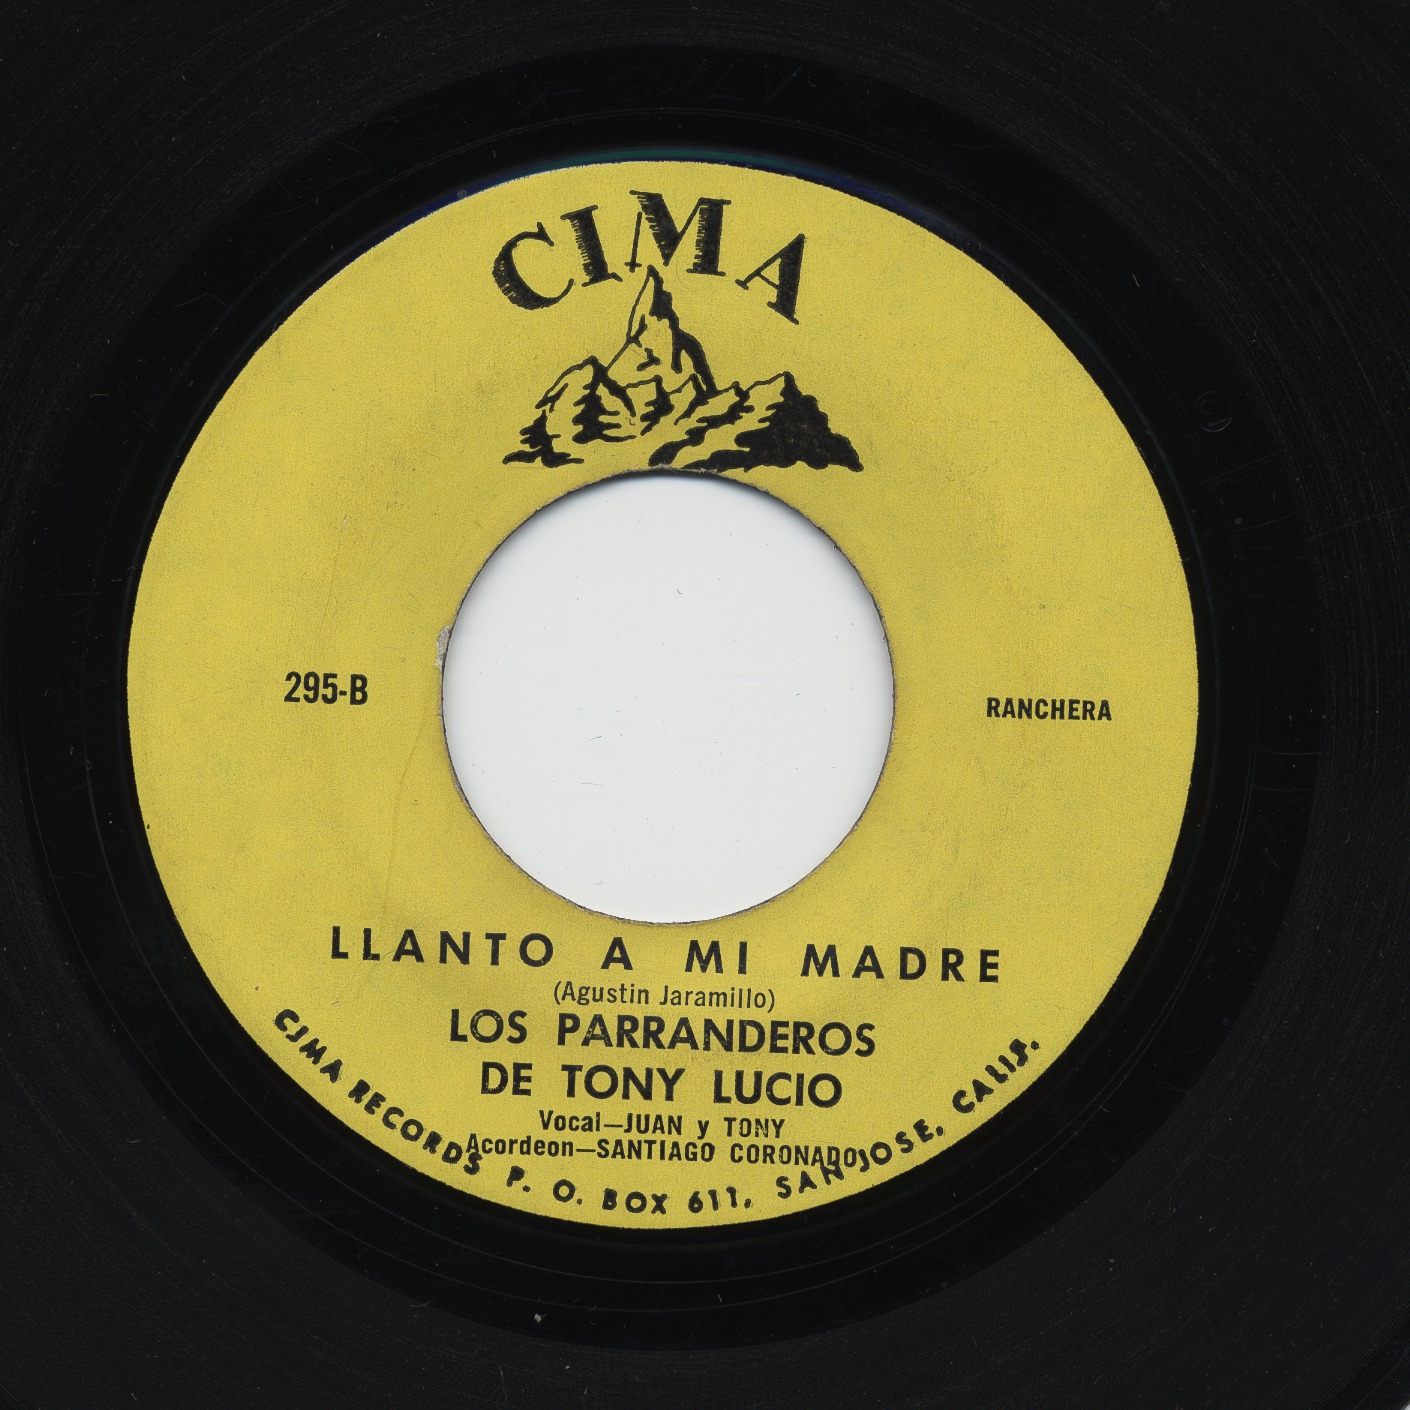 CIMA
295-B
RANCHERA
LLANTO A MI MADRE
(Agustin Jaramillo)
LOS PARRANDEROS
DE TONY LUCIO
Vocal—JUAN y TONY
Acordeon—SANTIAGO CORONADO
CIMA RECORDS P. O. BOX 611, SAN JOSE, CALIF.